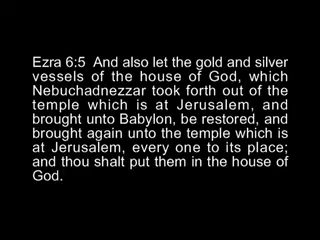 Ezra 6:5  And also let the gold and silver
vessels of the house of God, which
Nebuchadnezzar took forth out of the
temple which is at Jerusalem, and
brought unto Babylon, be restored, and
brought again unto the temple which is
at Jerusalem, every one to its place;
and thou shalt put them in the house of
God.